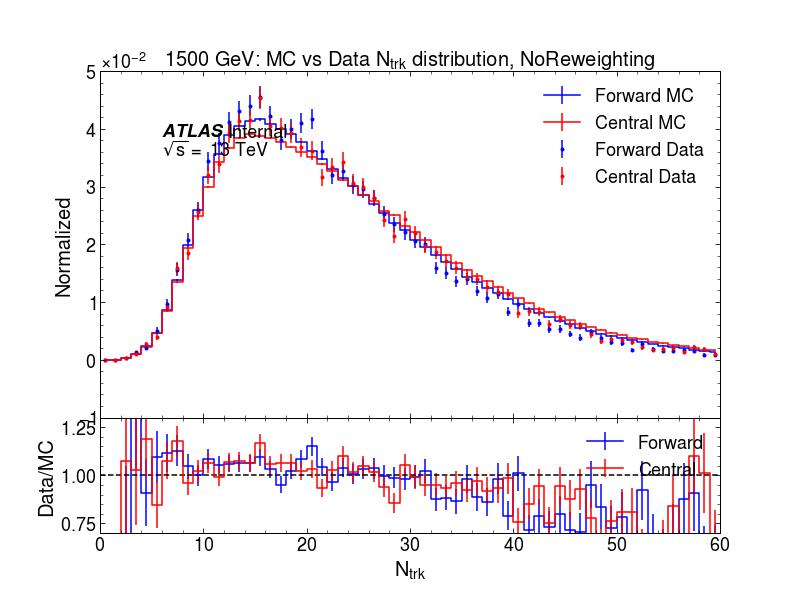 ×10⁻² 1500 GeV: MC vs Data N_trk distribution, NoReweighting
5
4
3
2
1
0
−1
Normalized
ATLAS Internal
√s = 13 TeV
Forward MC
Central MC
Forward Data
Central Data
1.25
1.00
0.75
Data/MC
Forward
Central
0 10 20 30 40 50 60
N_trk